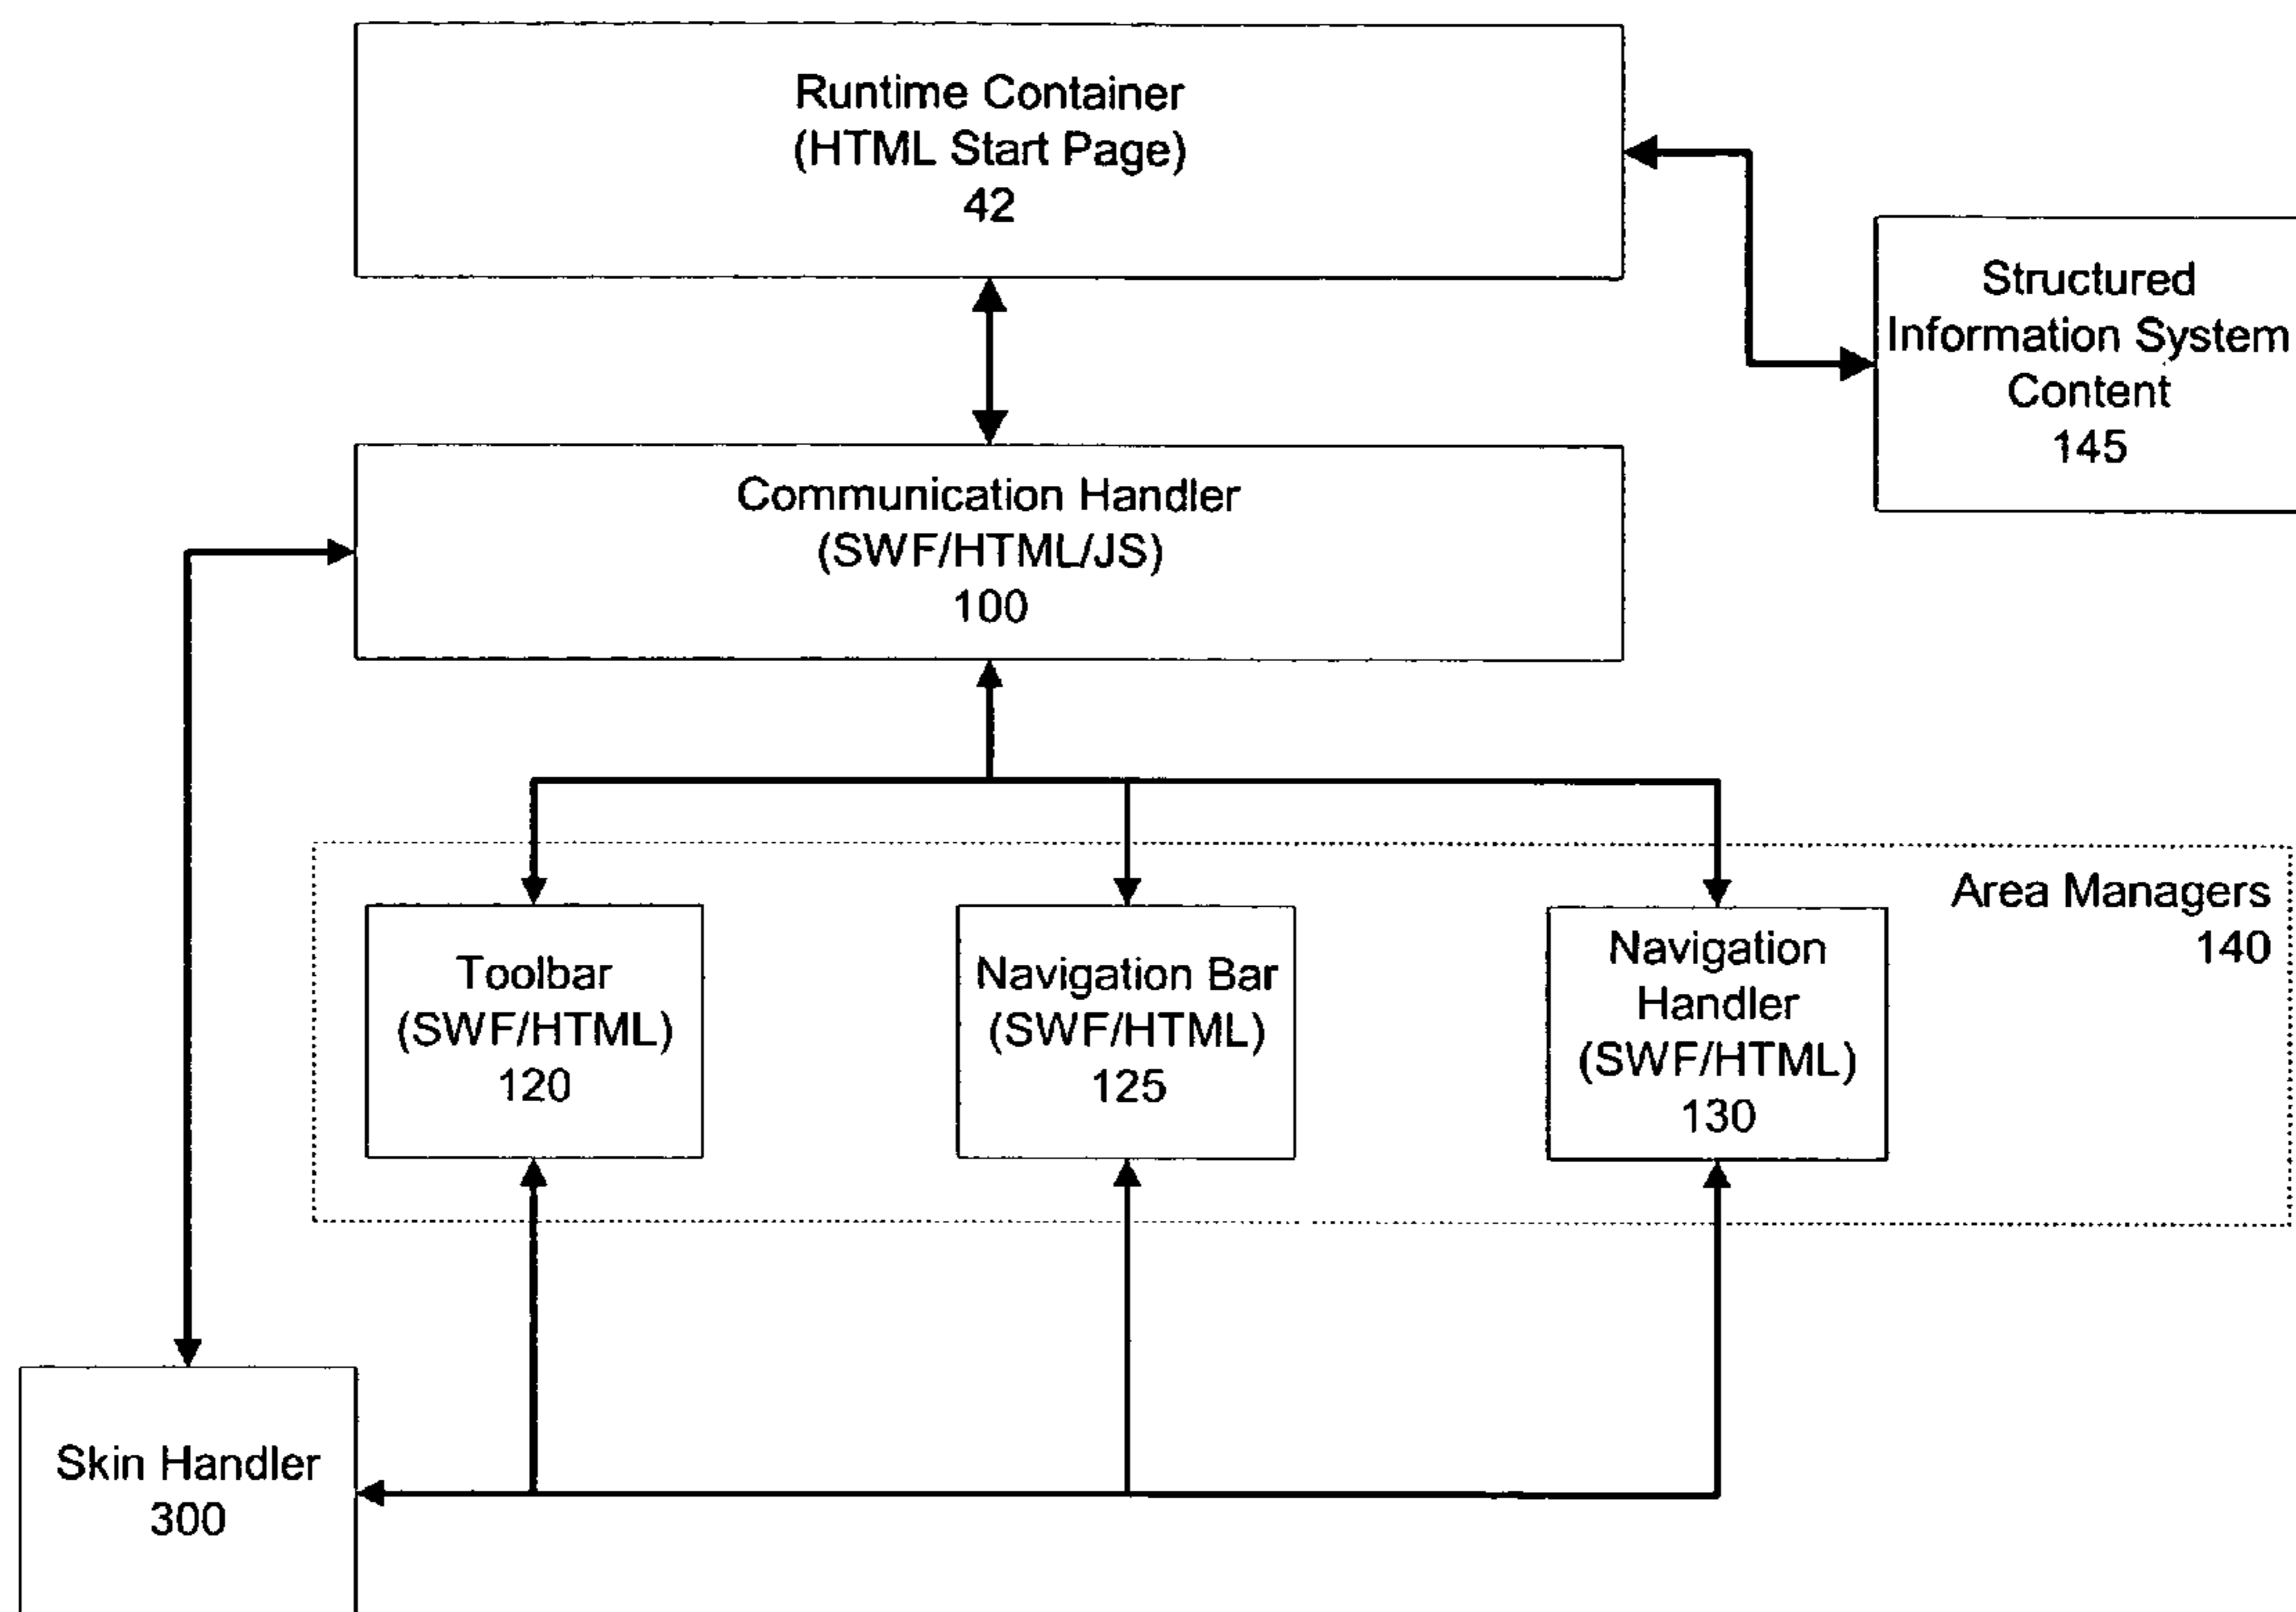 Runtime Container
(HTML Start Page)
42
Structured
Information System
Content
145
Communication Handler
(SWF/HTML/JS)
100
Area Managers
140
Toolbar
(SWF/HTML)
120
Navigation Bar
(SWF/HTML)
125
Navigation
Handler
(SWF/HTML)
130
Skin Handler
300